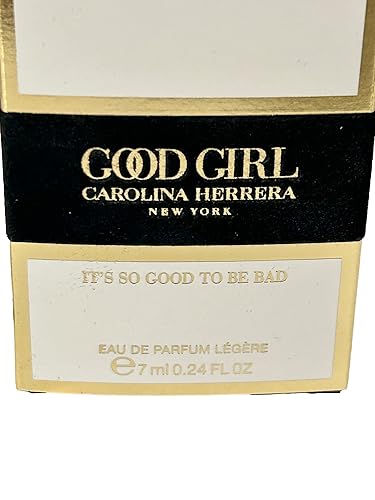 GOOD GIRL
CAROLINA HERRERA
NEW YORK
IT'S SO GOOD TO BE BAD
EAU DE PARFUM LÉGÈRE
℮7 ml 0.24 FL OZ